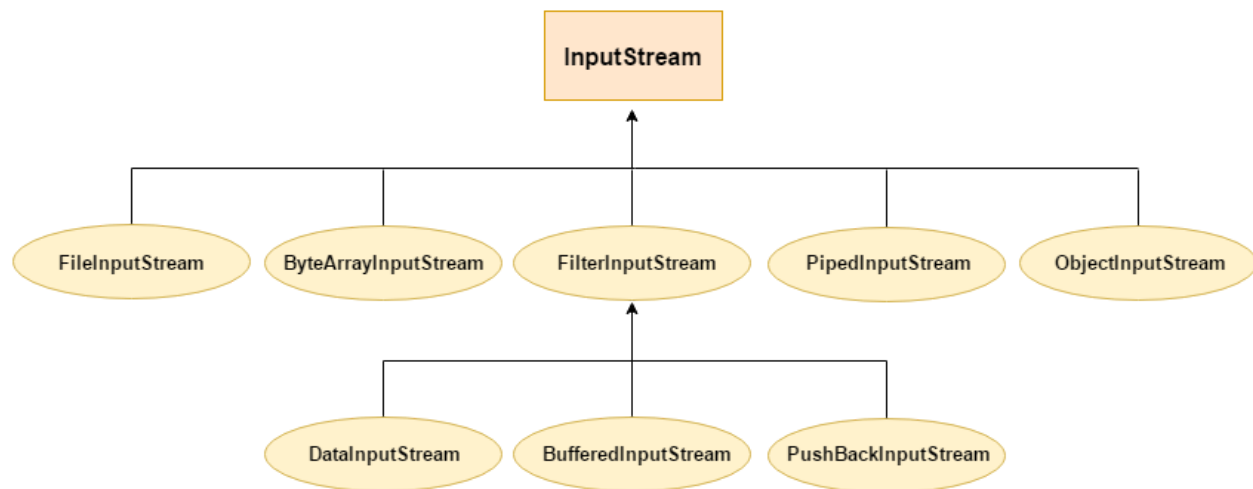 InputStream
FileInputStream
ByteArrayInputStream
FilterInputStream
PipedInputStream
ObjectInputStream
DataInputStream
BufferedInputStream
PushBackInputStream